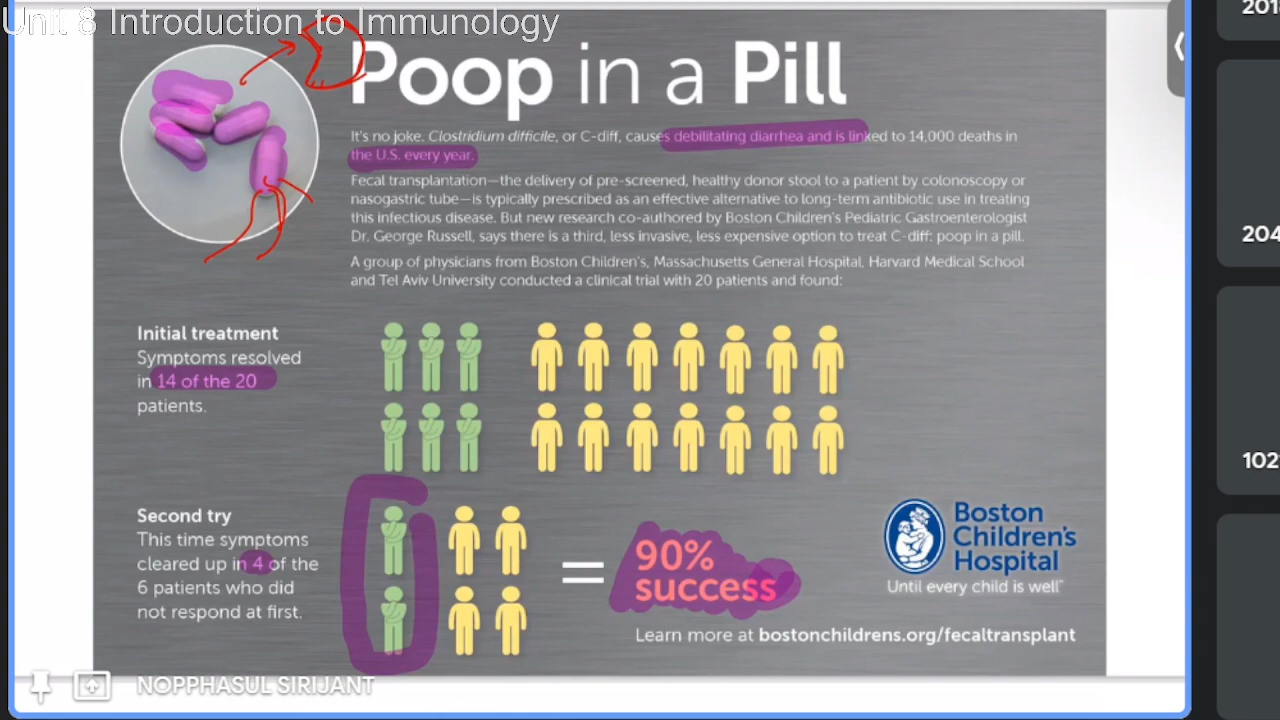 Unit 8 Introduction to Immunology
Poop in a Pill
It's no joke. Clostridium difficile, or C-diff, causes debilitating diarrhea and is linked to 14,000 deaths in
the U.S. every year.
Fecal transplantation—the delivery of pre-screened, healthy donor stool to a patient by colonoscopy or
nasogastric tube—is typically prescribed as an effective alternative to long-term antibiotic use in treating
this infectious disease. But new research co-authored by Boston Children's Pediatric Gastroenterologist
Dr. George Russell, says there is a third, less invasive, less expensive option to treat C-diff: poop in a pill.
A group of physicians from Boston Children's, Massachusetts General Hospital, Harvard Medical School
and Tel Aviv University conducted a clinical trial with 20 patients and found:
Initial treatment
Symptoms resolved
in 14 of the 20
patients.
Second try
This time symptoms
cleared up in 4 of the
6 patients who did
not respond at first.
=
90%
success
Boston
Children's
Hospital
Until every child is well
Learn more at bostonchildrens.org/fecaltransplant
NOPPHASUL SIRIJANT
204
102